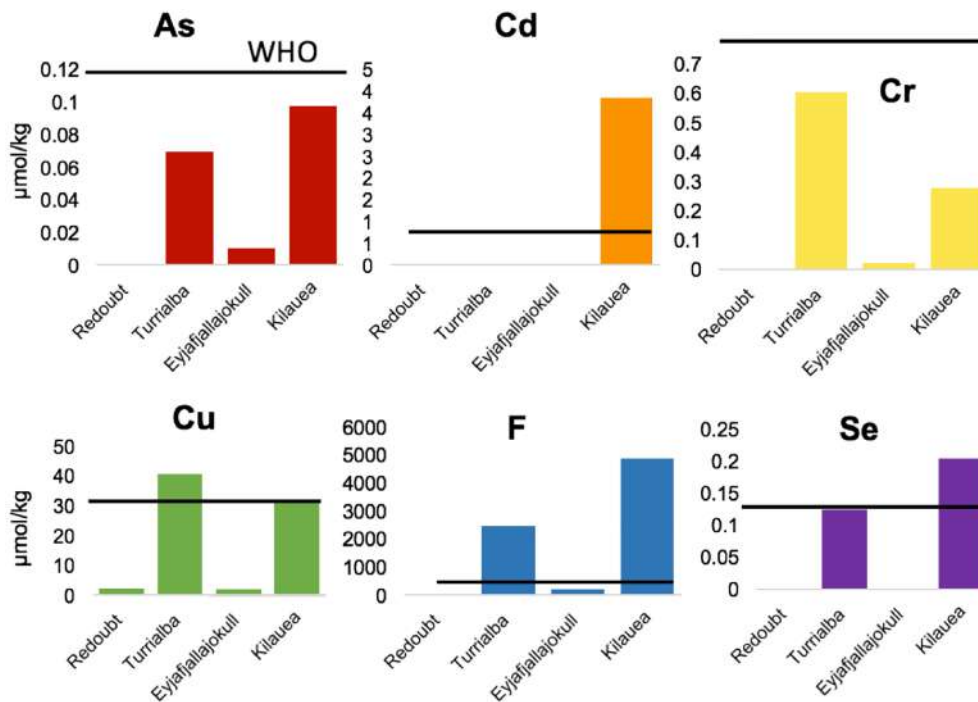 As
WHO
µmol/kg
0.12
0.1
0.08
0.06
0.04
0.02
0
Redoubt
Turrialba
Eyjafjallajokull
Kilauea
Cd
5
4
4
3
3
2
2
1
1
0
Redoubt
Turrialba
Eyjafjallajokull
Kilauea
Cr
0.7
0.6
0.5
0.4
0.3
0.2
0.1
0
Redoubt
Turrialba
Eyjafjallajokull
Kilauea
Cu
µmol/kg
50
40
30
20
10
0
Redoubt
Turrialba
Eyjafjallajokull
Kilauea
F
6000
5000
4000
3000
2000
1000
0
Redoubt
Turrialba
Eyjafjallajokull
Kilauea
Se
0.25
0.2
0.15
0.1
0.05
0
Redoubt
Turrialba
Eyjafjallajokull
Kilauea